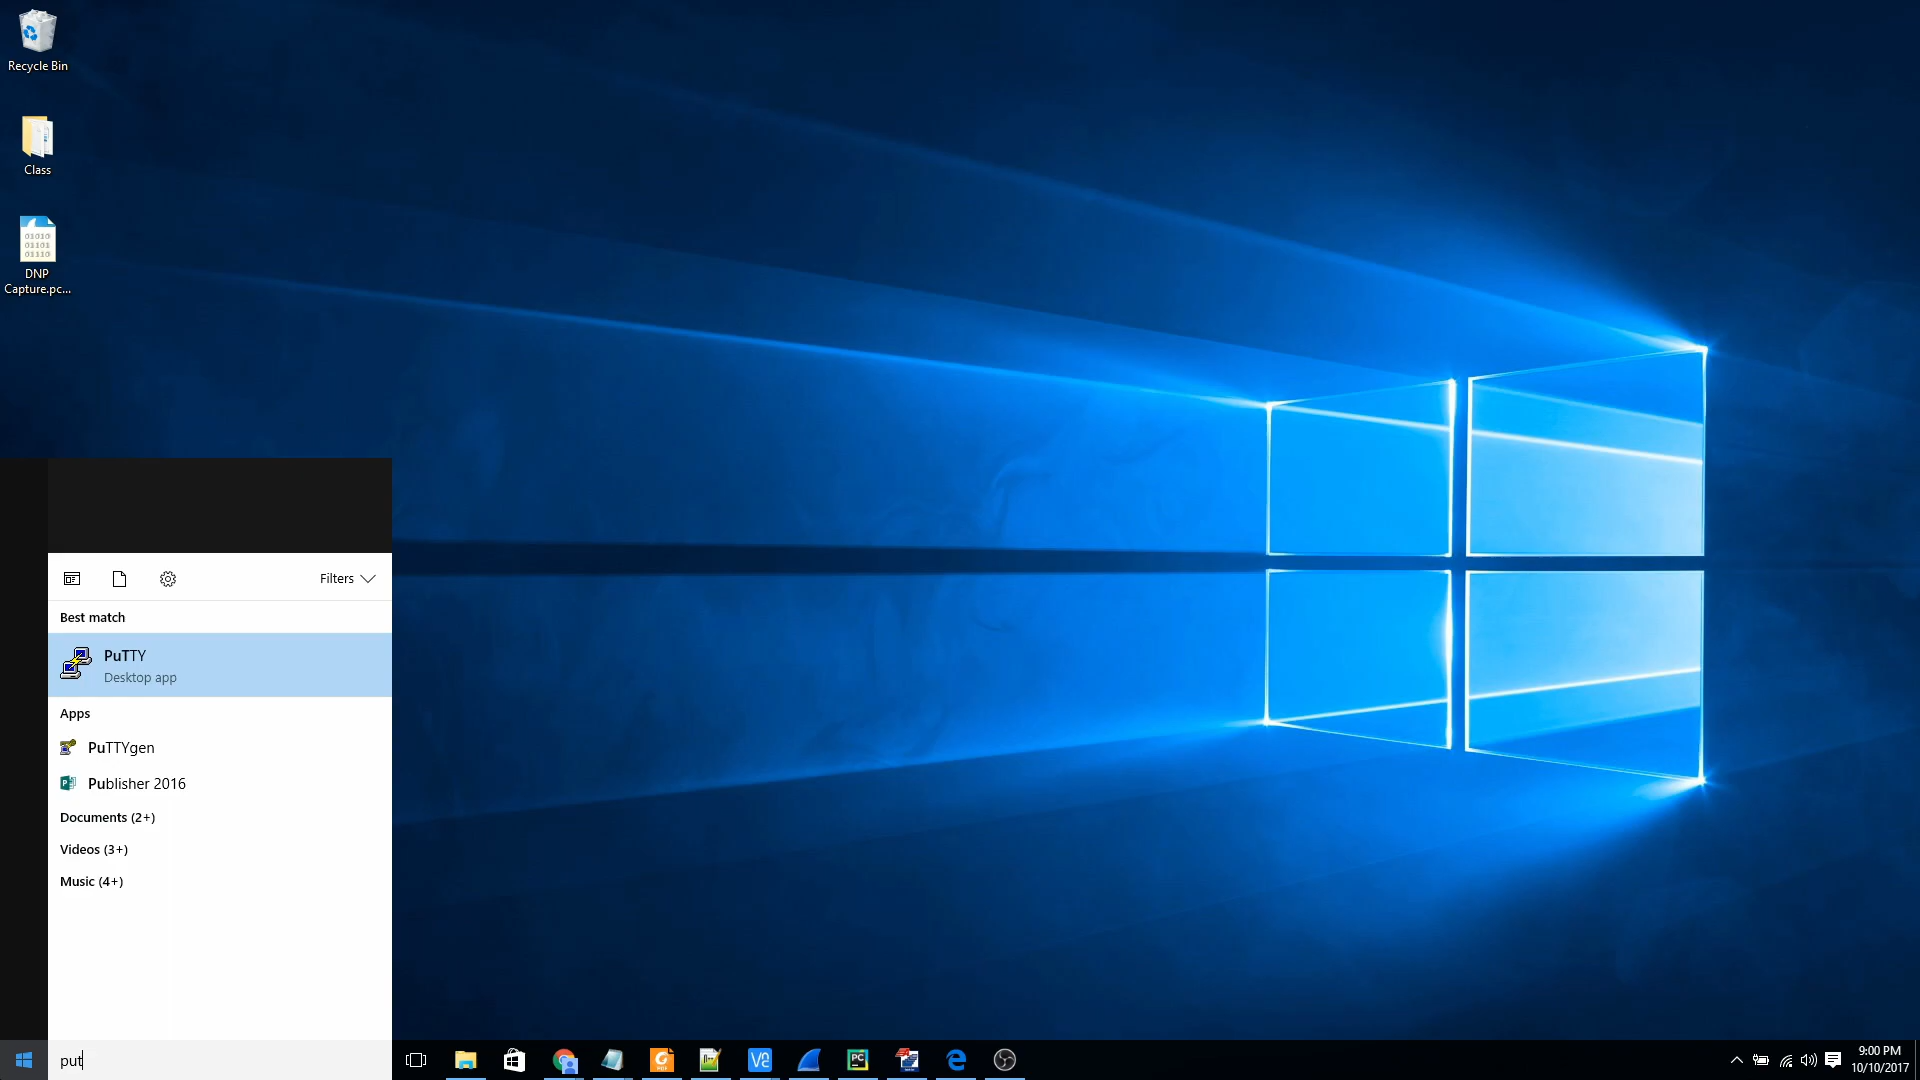 Recycle Bin
Class
DNP
Capture.pc...
Filters
Best match
PuTTY
Desktop app
Apps
PuTTYgen
Publisher 2016
Documents (2+)
Videos (3+)
Music (4+)
put
9:00 PM
10/10/2017